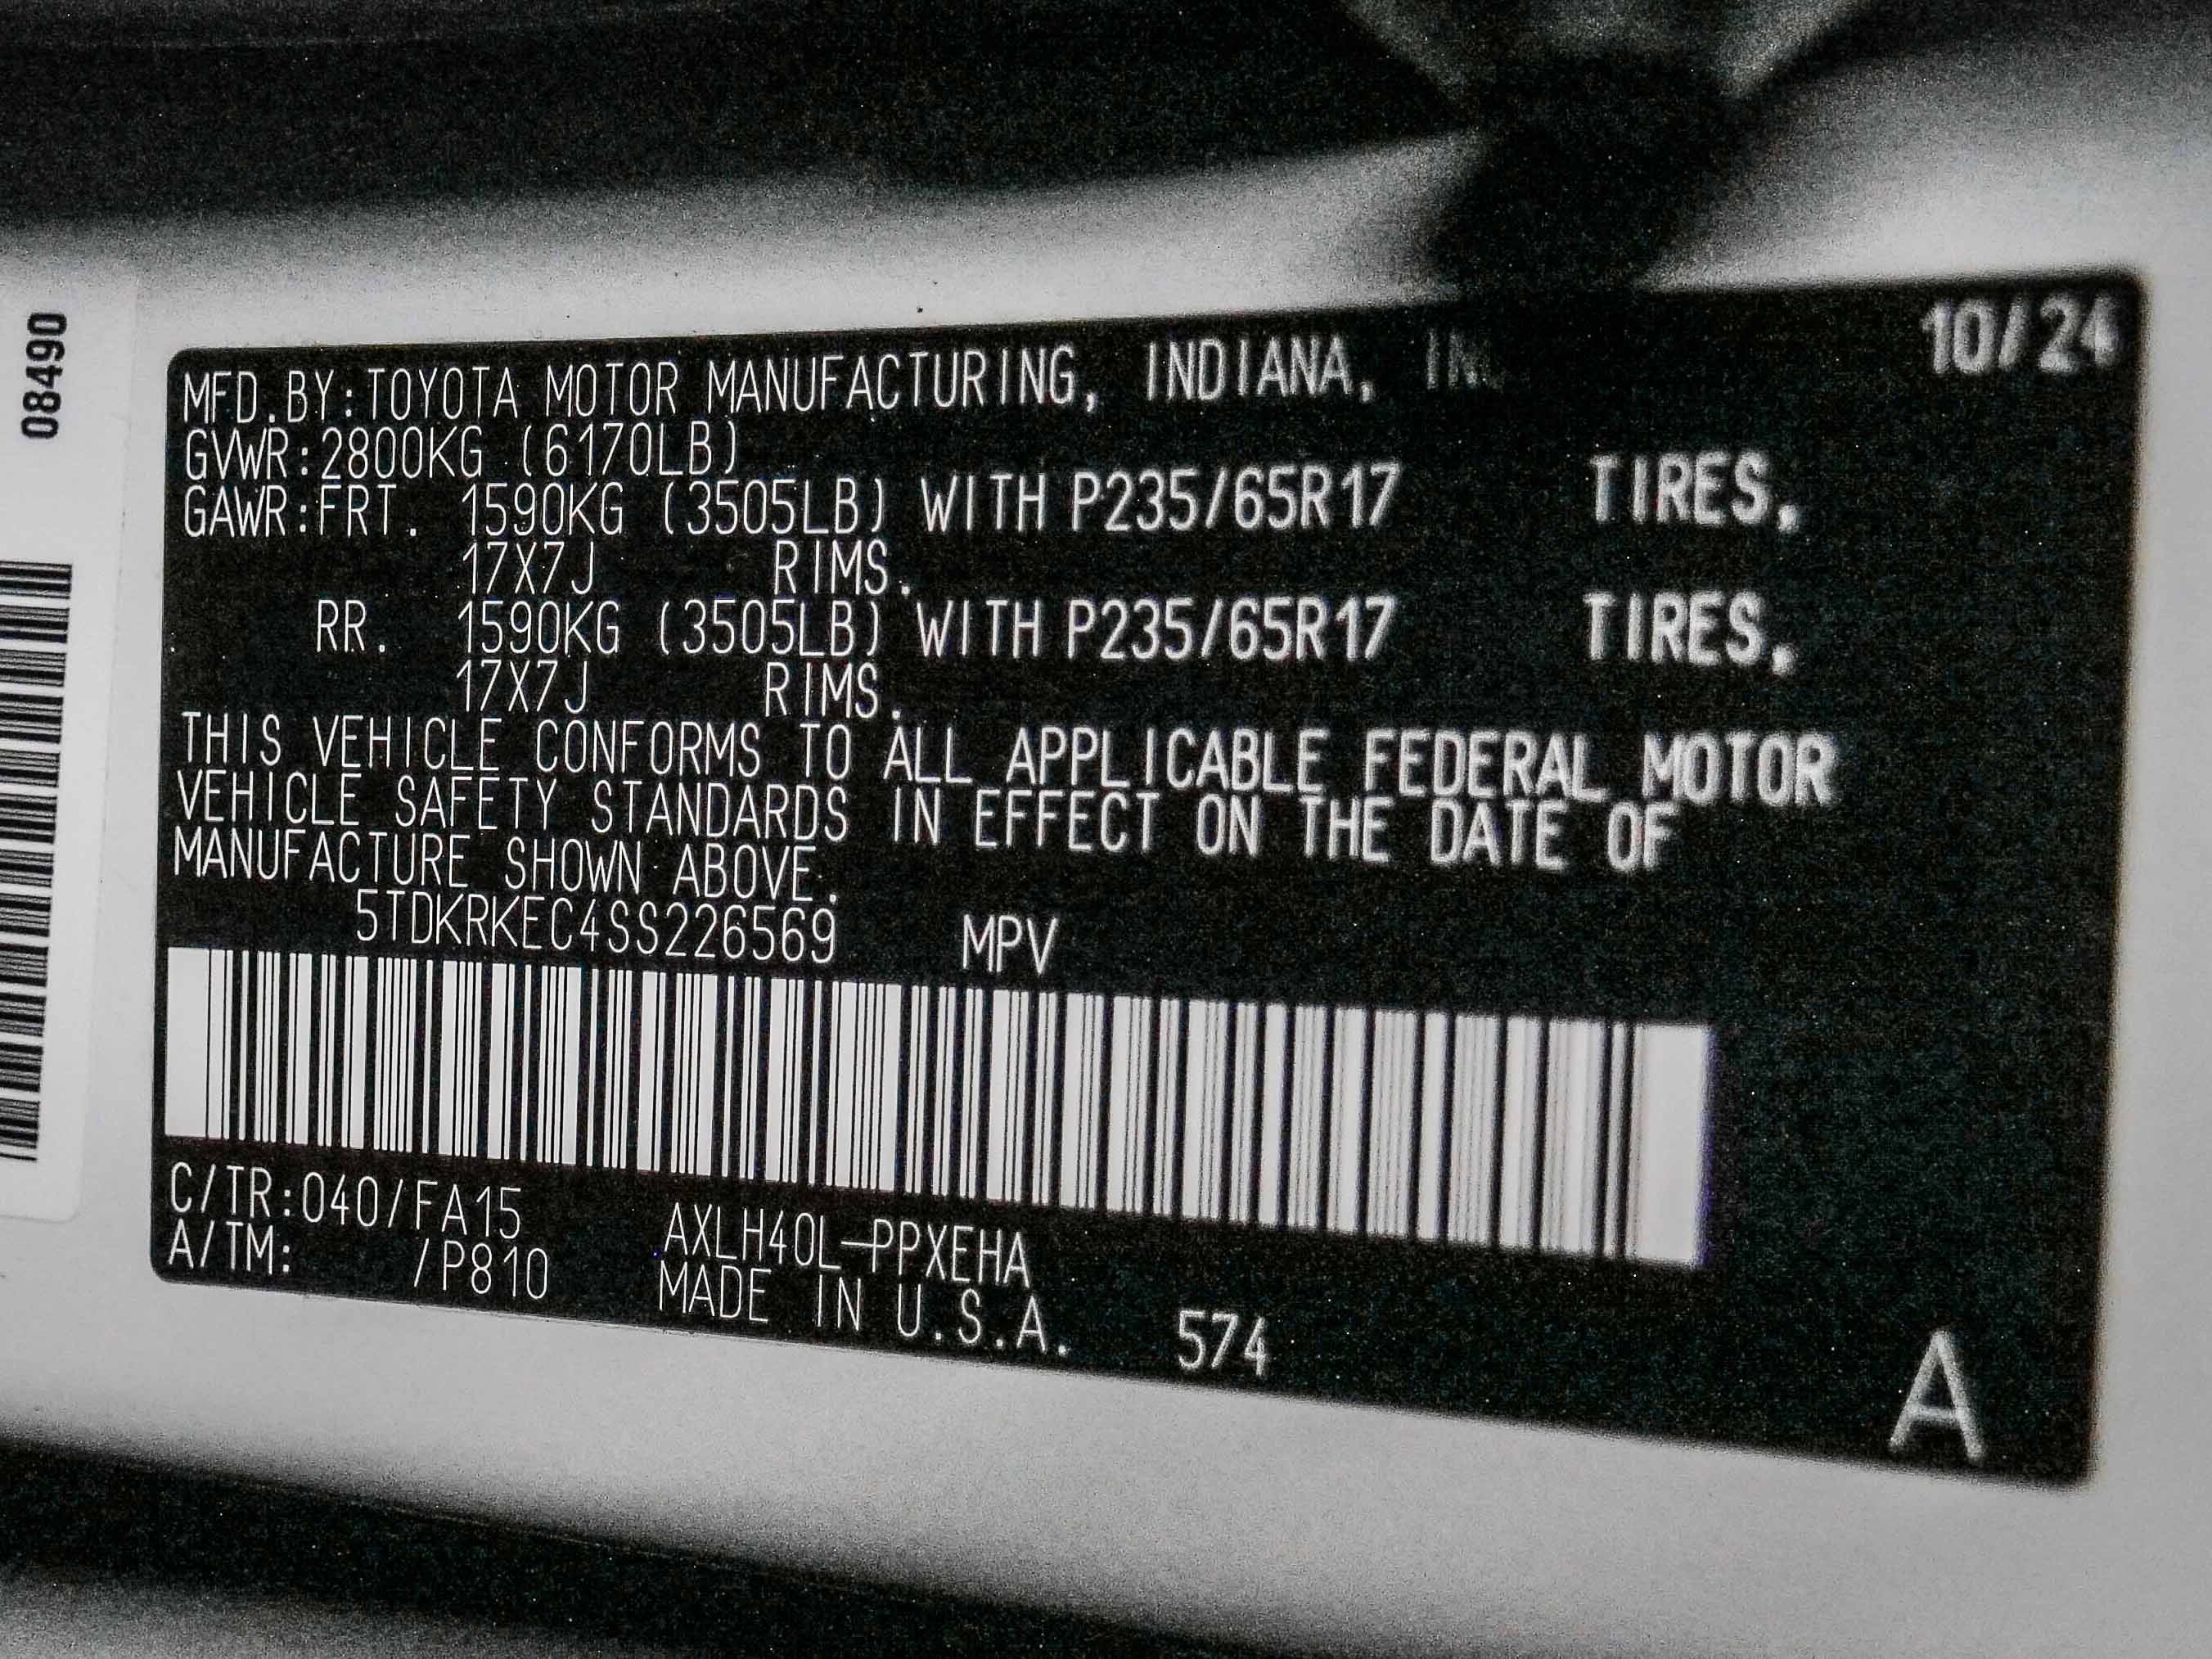 08490
10/24
MFD.BY:TOYOTA MOTOR MANUFACTURING, INDIANA,
GVWR:2800KG (6170LB)
GAWR:FRT. 1590KG (3505LB) WITH P235/65R17 TIRES.
17X7J RIMS.
RR. 1590KG (3505LB) WITH P235/65R17 TIRES.
17X7J RIMS.
THIS VEHICLE CONFORMS TO ALL APPLICABLE FEDERAL MOTOR
VEHICLE SAFETY STANDARDS IN EFFECT ON THE DATE OF
MANUFACTURE SHOWN ABOVE.
5TDKRKEC4SS226569 MPV
C/TR:040/FA15 AXLH40L-PPXEHA
A/TM: /P810 MADE IN U.S.A. 574
A